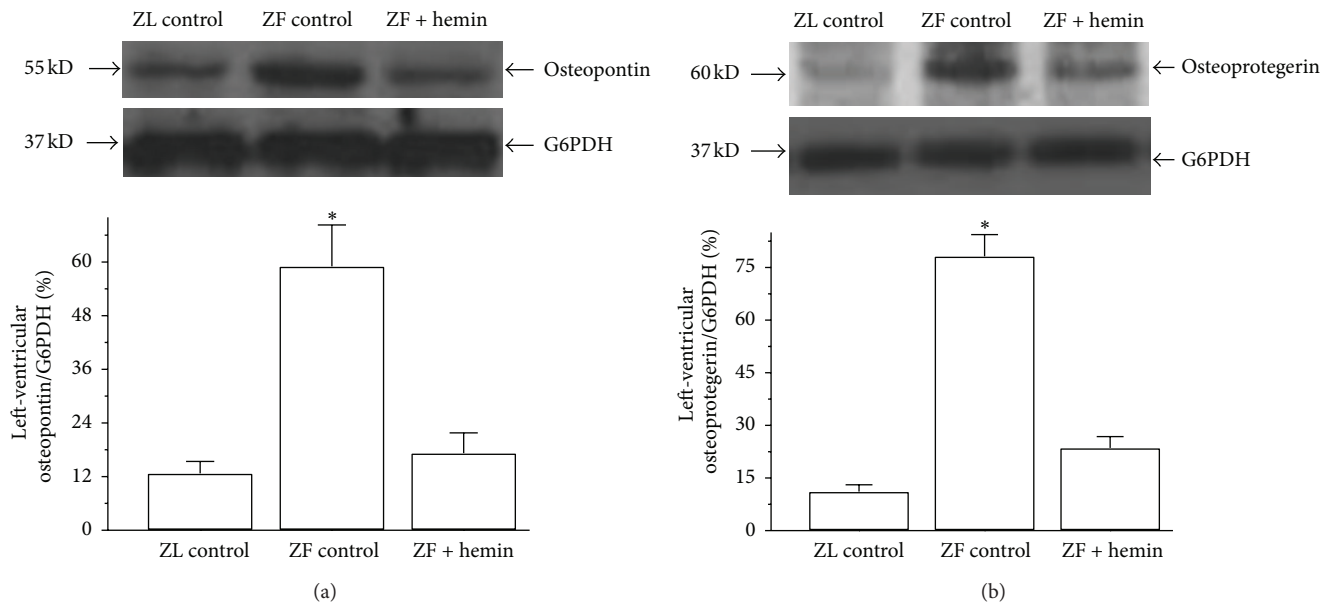 ZL control ZF control ZF + hemin
55 kD → ← Osteopontin
37 kD → ← G6PDH
*
60
48
36
24
12
0
Left-ventricular
osteopontin/G6PDH (%)
ZL control ZF control ZF + hemin
(a)
ZL control ZF control ZF + hemin
60 kD → ← Osteoprotegerin
37 kD → ← G6PDH
*
75
60
45
30
15
0
Left-ventricular
osteoprotegerin/G6PDH (%)
ZL control ZF control ZF + hemin
(b)